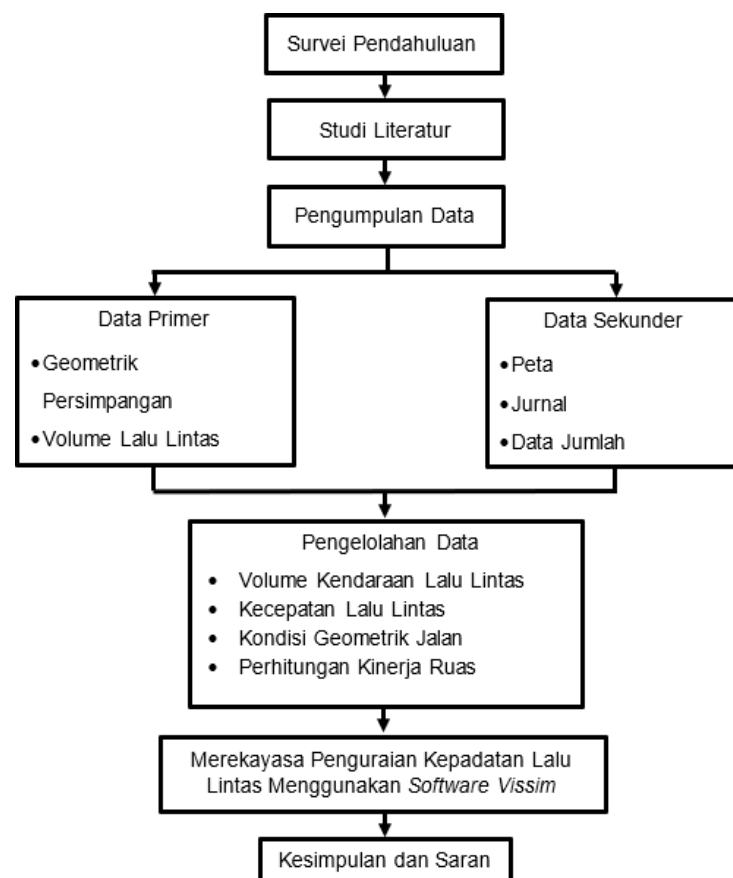 Survei Pendahuluan
Studi Literatur
Pengumpulan Data
Data Primer
•Geometrik
Persimpangan
•Volume Lalu Lintas
Data Sekunder
•Peta
•Jurnal
•Data Jumlah
Pengelolahan Data
• Volume Kendaraan Lalu Lintas
• Kecepatan Lalu Lintas
• Kondisi Geometrik Jalan
• Perhitungan Kinerja Ruas
Merekayasa Penguraian Kepadatan Lalu
Lintas Menggunakan Software Vissim
Kesimpulan dan Saran